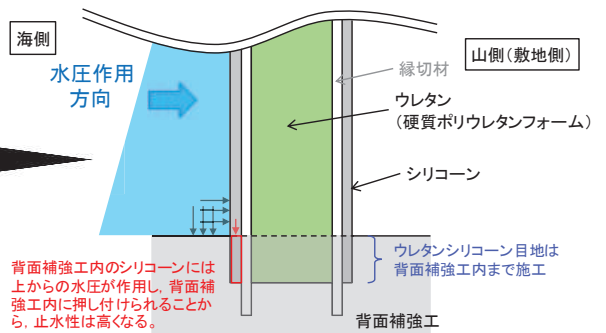 海側
山側(敷地側)
水圧作用
方向
縁切材
ウレタン
(硬質ポリウレタンフォーム)
シリコーン
ウレタンシリコーン目地は
背面補強工内まで施工
背面補強工内のシリコーンには
上からの水圧が作用し,背面補
強工内に押し付けられることか
ら,止水性は高くなる。
背面補強工